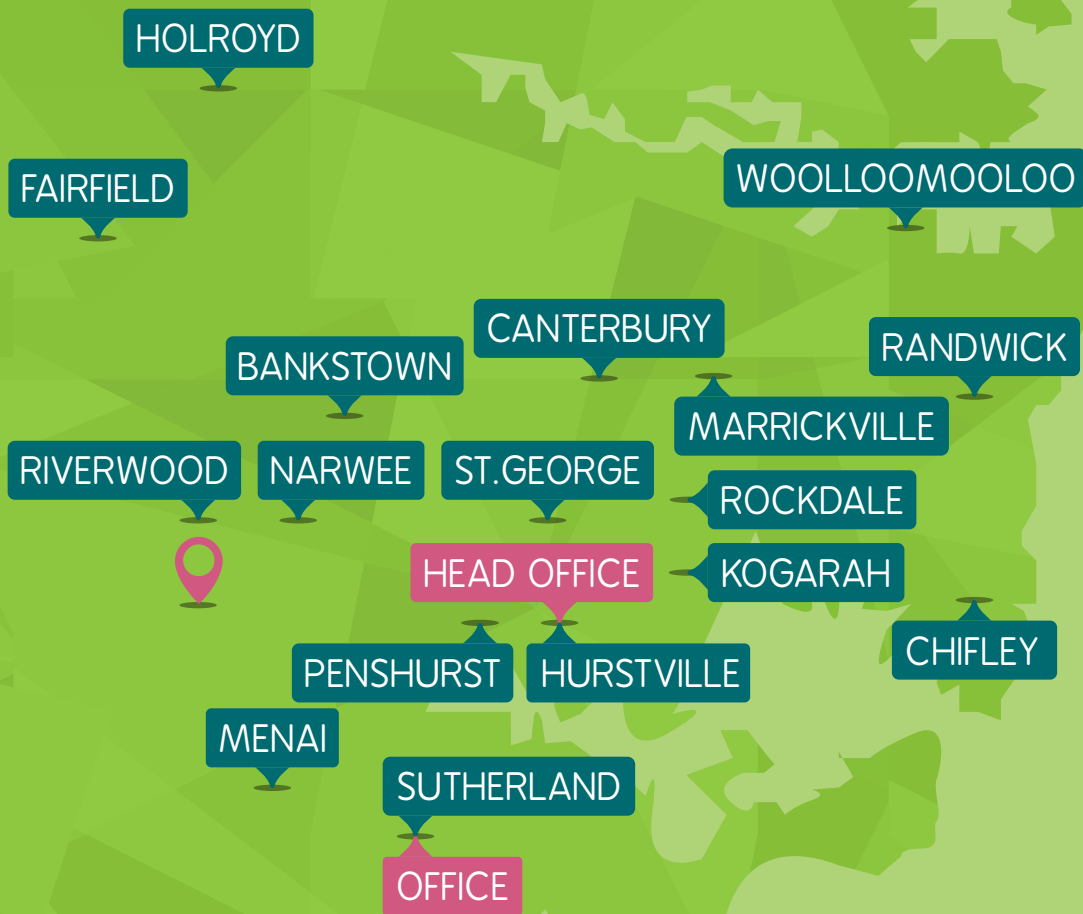 HOLROYD
FAIRFIELD
WOOLLOOMOOLOO
CANTERBURY
RANDWICK
BANKSTOWN
MARRICKVILLE
RIVERWOOD
NARWEE
ST.GEORGE
ROCKDALE
HEAD OFFICE
KOGARAH
CHIFLEY
PENSHURST
HURSTVILLE
MENAI
SUTHERLAND
OFFICE